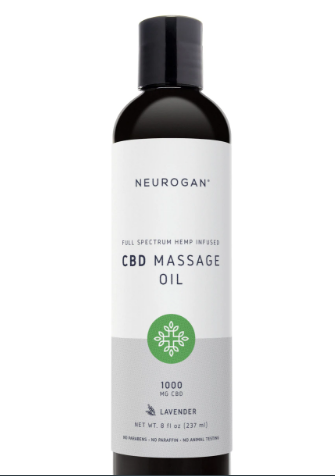 NEUROGAN®
FULL SPECTRUM HEMP INFUSED
CBD MASSAGE
OIL
1000
MG CBD
LAVENDER
NET WT. 8 fl oz (237 ml)
NO PARABENS - NO PARAFFIN - NO ANIMAL TESTING